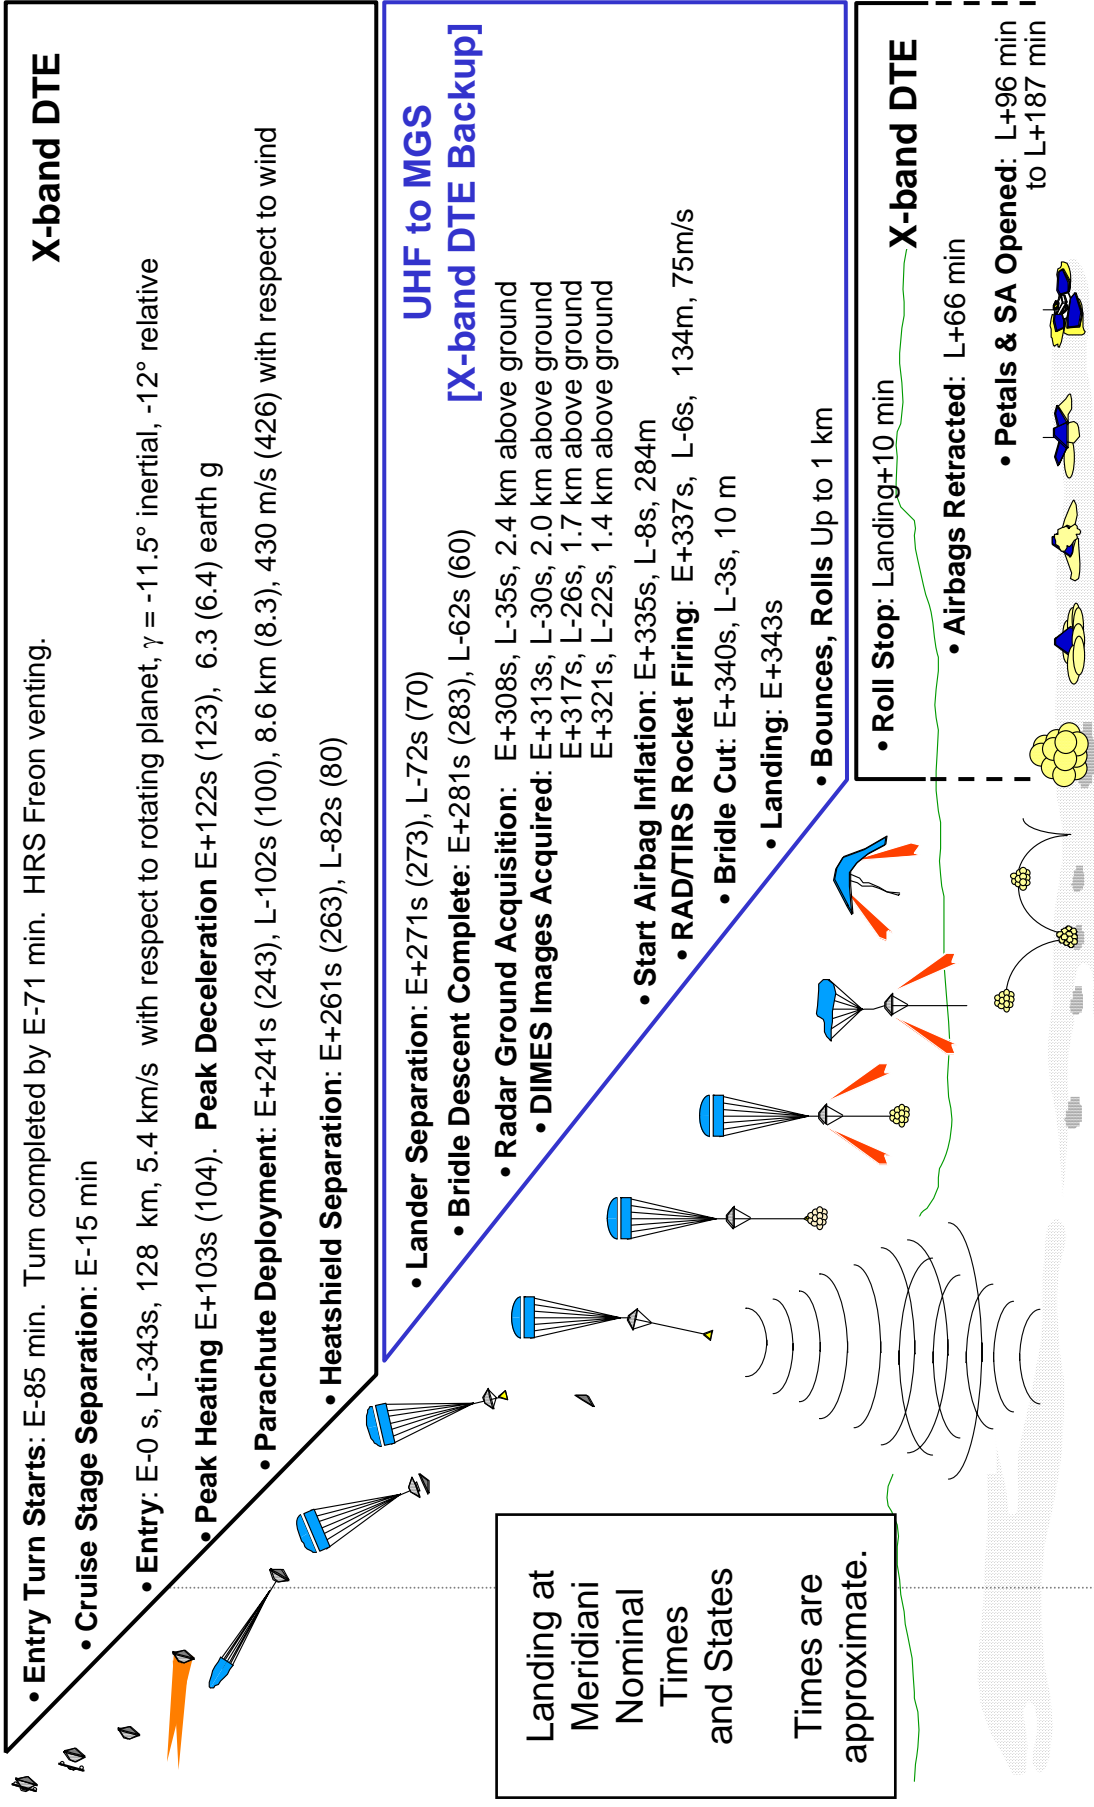 • Entry Turn Starts: E-85 min.  Turn completed by E-71 min.  HRS Freon venting.
X-band DTE
• Cruise Stage Separation: E-15 min
• Entry: E-0 s, L-343s, 128  km, 5.4 km/s  with respect to rotating planet, γ = -11.5° inertial, -12° relative
• Peak Heating E+103s (104).  Peak Deceleration E+122s (123),  6.3 (6.4) earth g
• Parachute Deployment: E+241s (243), L-102s (100), 8.6 km (8.3), 430 m/s (426) with respect to wind
• Heatshield Separation: E+261s (263), L-82s (80)
UHF to MGS
[X-band DTE Backup]
• Lander Separation: E+271s (273), L-72s (70)
• Bridle Descent Complete: E+281s (283), L-62s (60)
• Radar Ground Acquisition:   E+308s, L-35s, 2.4 km above ground
• DIMES Images Acquired: E+313s, L-30s, 2.0 km above ground
E+317s, L-26s, 1.7 km above ground
E+321s, L-22s, 1.4 km above ground
• Start Airbag Inflation: E+335s, L-8s, 284m
• RAD/TIRS Rocket Firing:  E+337s,  L-6s,  134m, 75m/s
• Bridle Cut: E+340s, L-3s, 10 m
• Landing: E+343s
• Bounces, Rolls Up to 1 km
X-band DTE
• Roll Stop: Landing+10 min
• Airbags Retracted:  L+66 min
• Petals & SA Opened:  L+96 min
to L+187 min
Landing at
Meridiani
Nominal
Times
and States
Times are
approximate.